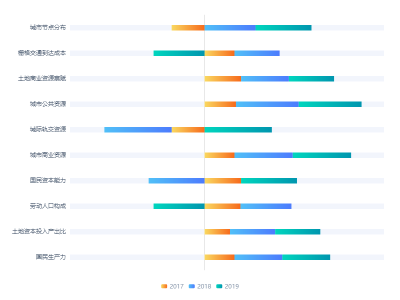 城市节点分布
栅格交通到达成本
土地商业资源禀赋
城市公共资源
城际轨交资源
城市商业资源
国民资本能力
劳动人口构成
土地资本投入产出比
国民生产力
2017 2018 2019